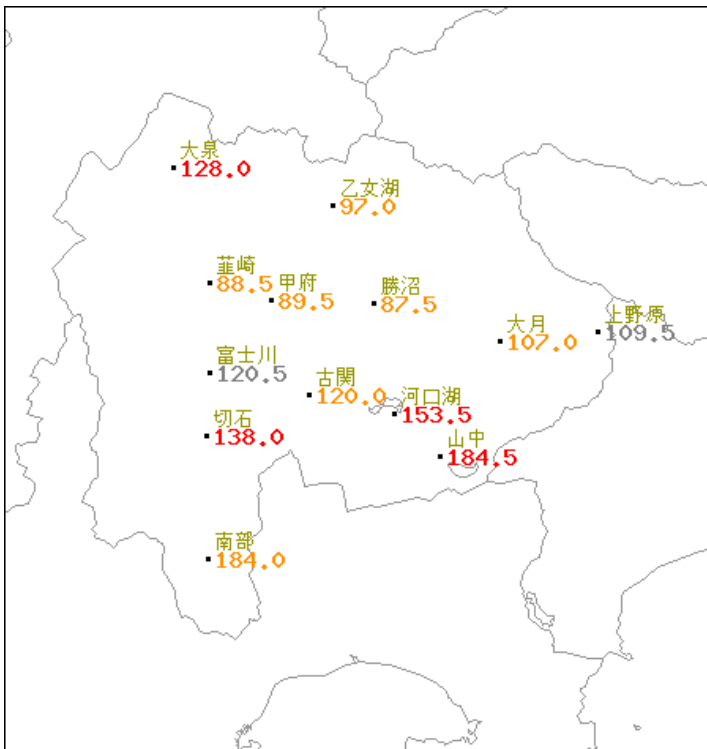 大泉
128.0
乙女湖
97.0
韮崎
88.5
甲府
89.5
勝沼
87.5
大月
107.0
上野原
109.5
富士川
120.5
古関
120.0
河口湖
153.5
切石
138.0
山中
184.5
南部
184.0